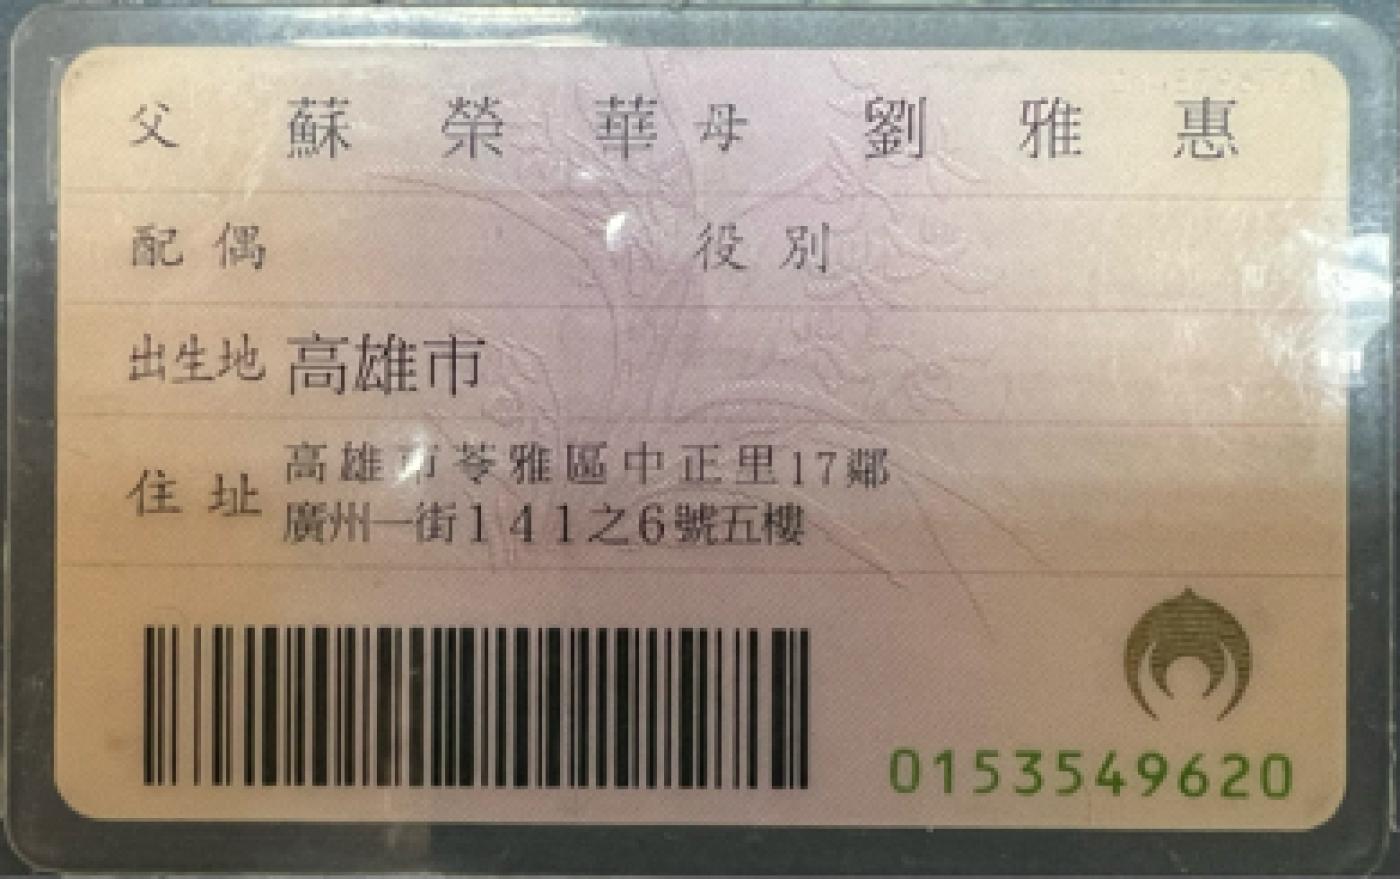 父 蘇榮華 母 劉雅惠
配偶 役別
出生地 高雄市
住址 高雄市苓雅區中正里17鄰
廣州一街141之6號五樓
0153549620